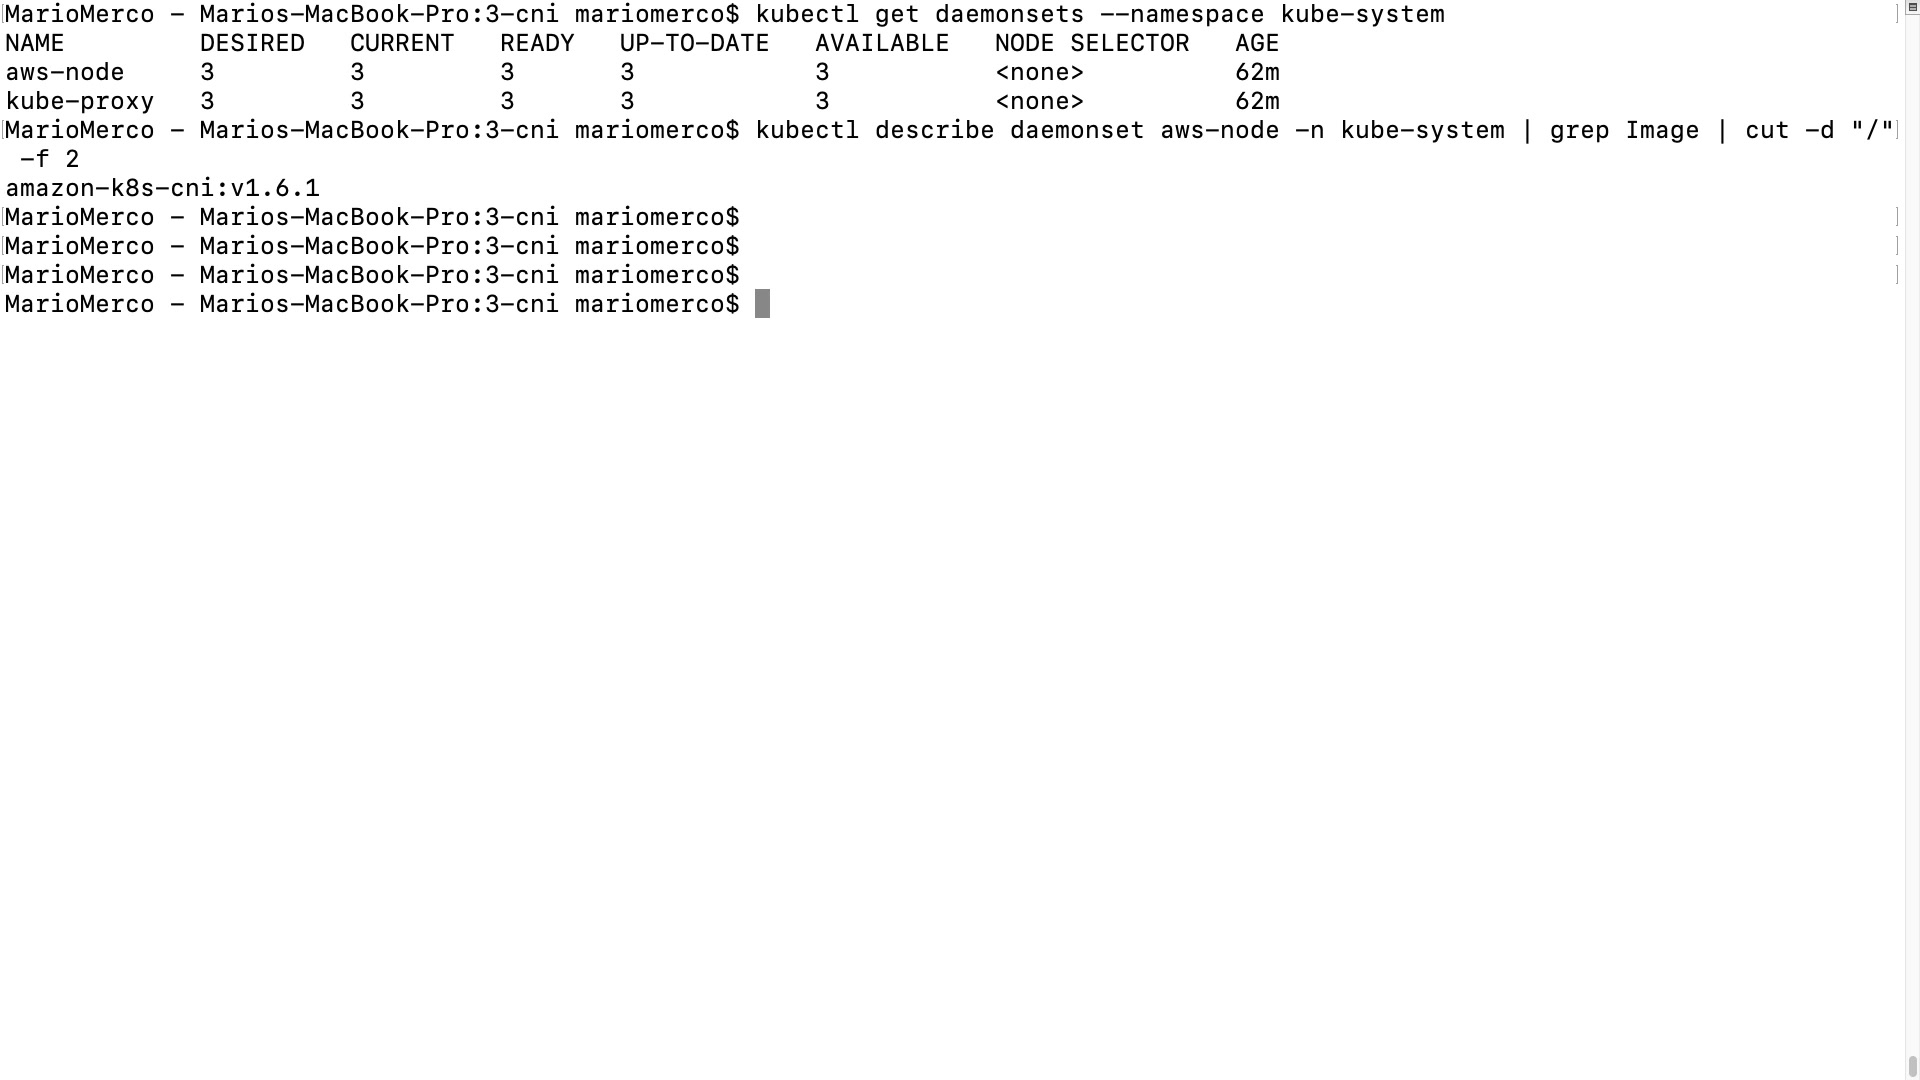 MarioMerco - Marios-MacBook-Pro:3-cni mariomerco$ kubectl get daemonsets --namespace kube-system
NAME         DESIRED   CURRENT   READY   UP-TO-DATE   AVAILABLE   NODE SELECTOR   AGE
aws-node     3         3         3       3            3           <none>          62m
kube-proxy   3         3         3       3            3           <none>          62m
MarioMerco - Marios-MacBook-Pro:3-cni mariomerco$ kubectl describe daemonset aws-node -n kube-system | grep Image | cut -d "/"
 -f 2
amazon-k8s-cni:v1.6.1
MarioMerco - Marios-MacBook-Pro:3-cni mariomerco$
MarioMerco - Marios-MacBook-Pro:3-cni mariomerco$
MarioMerco - Marios-MacBook-Pro:3-cni mariomerco$
MarioMerco - Marios-MacBook-Pro:3-cni mariomerco$